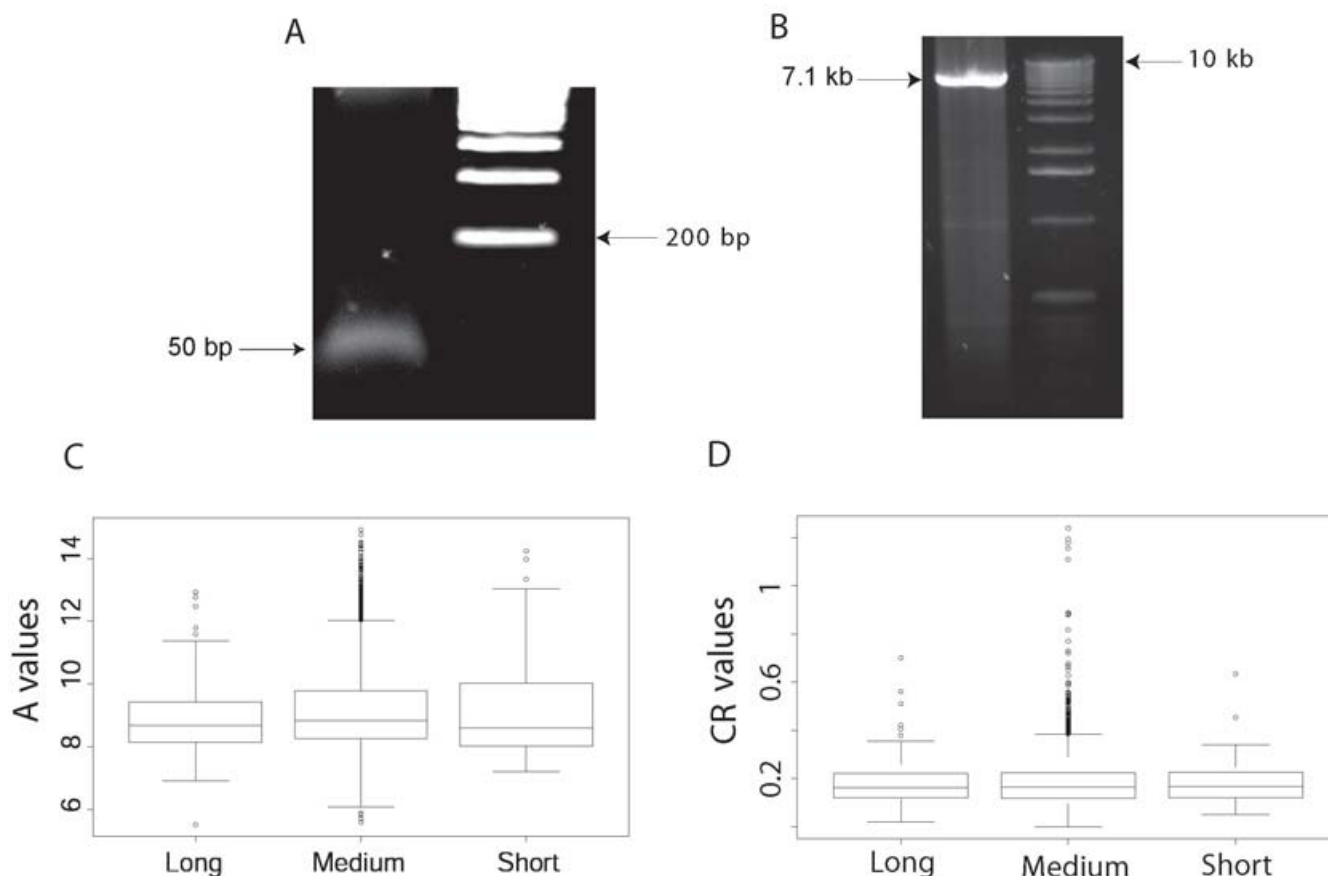 A
B
7.1 kb
10 kb
200 bp
50 bp
C
D
A values
14
12
10
8
6
Long
Medium
Short
CR values
1
0.6
0.2
Long
Medium
Short